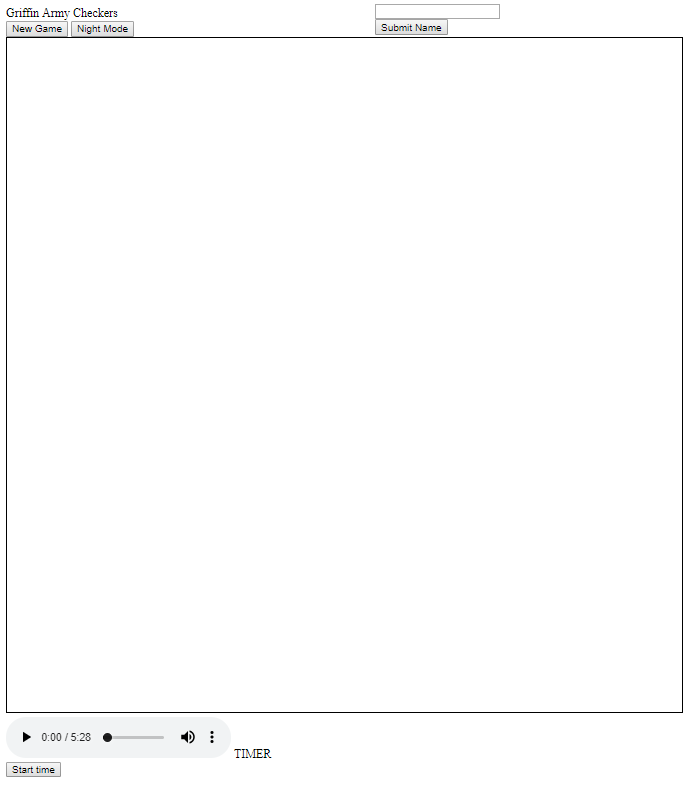 Griffin Army Checkers
New Game Night Mode
Submit Name
0:00 / 5:28
TIMER
Start time